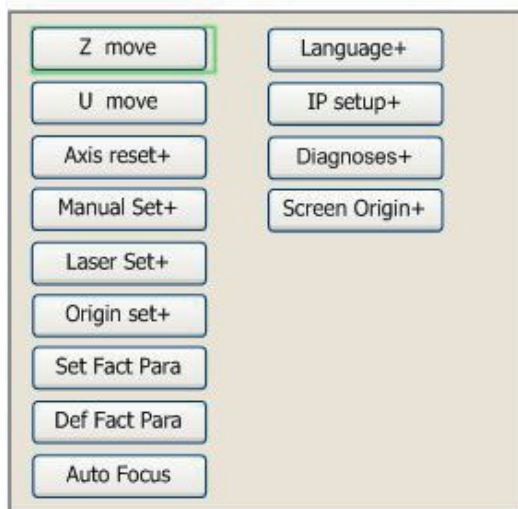 Z move
U move
Axis reset+
Manual Set+
Laser Set+
Origin set+
Set Fact Para
Def Fact Para
Auto Focus
Language+
IP setup+
Diagnoses+
Screen Origin+